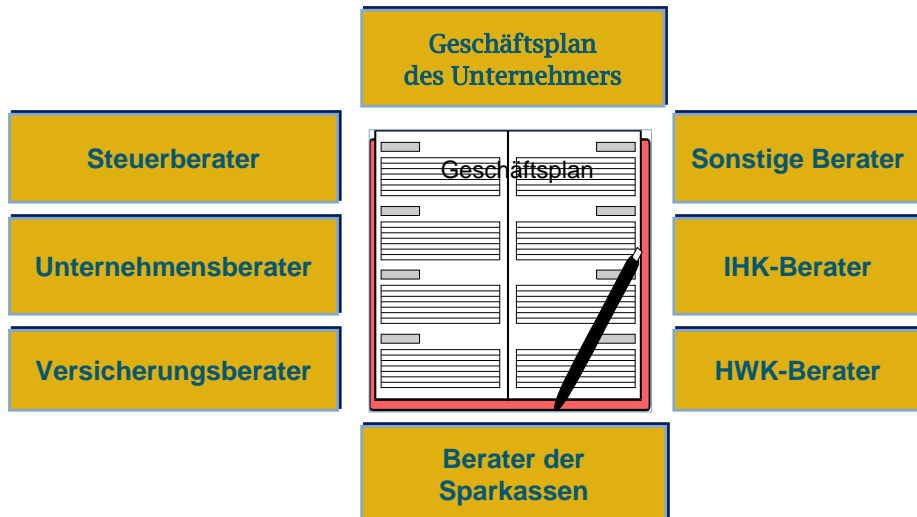 Geschäftsplan
des Unternehmers
Steuerberater
Geschäftsplan
Sonstige Berater
Unternehmensberater
IHK-Berater
Versicherungsberater
HWK-Berater
Berater der
Sparkassen